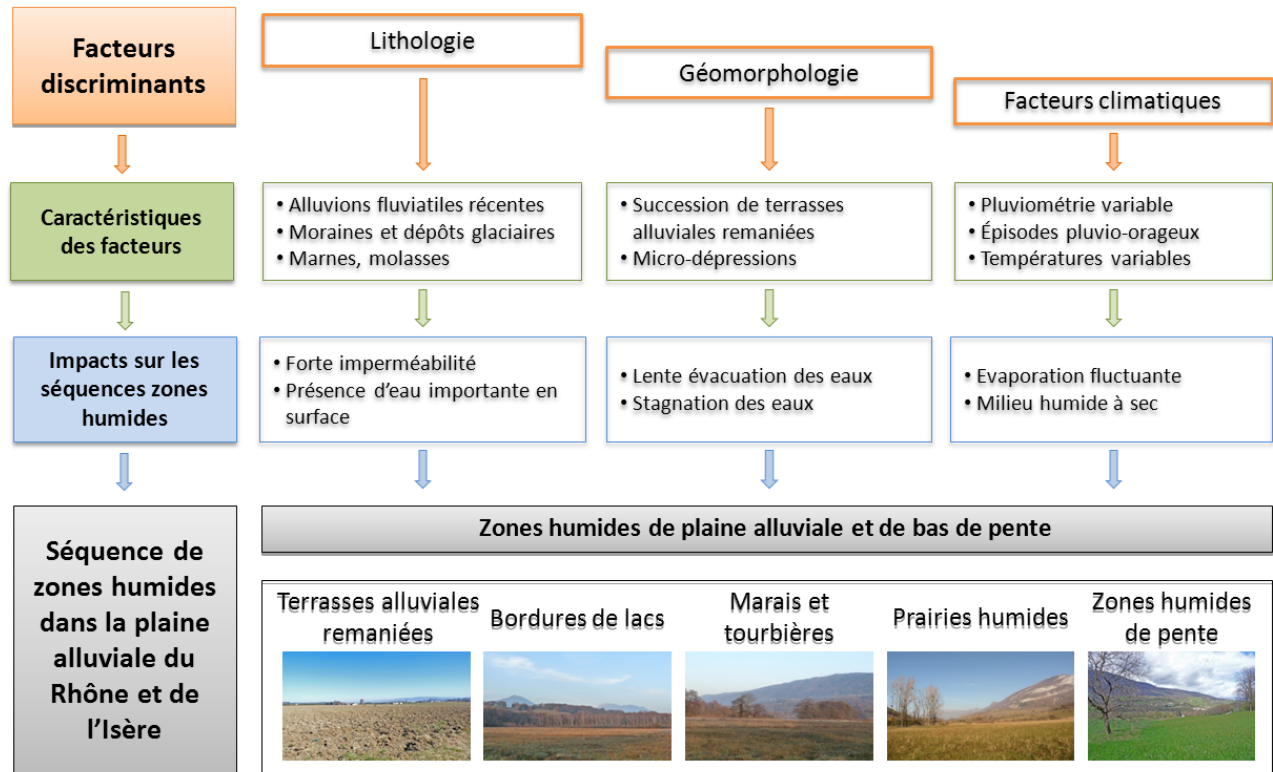 Facteurs
discriminants
Lithologie
Géomorphologie
Facteurs climatiques
Caractéristiques
des facteurs
• Alluvions fluviatiles récentes
• Moraines et dépôts glaciaires
• Marnes, molasses
• Succession de terrasses
alluviales remaniées
• Micro-dépressions
• Pluviométrie variable
• Épisodes pluvio-orageux
• Températures variables
Impacts sur les
séquences zones
humides
• Forte imperméabilité
• Présence d'eau importante en
surface
• Lente évacuation des eaux
• Stagnation des eaux
• Evaporation fluctuante
• Milieu humide à sec
Séquence de
zones humides
dans la plaine
alluviale du
Rhône et de
l'Isère
Zones humides de plaine alluviale et de bas de pente
Terrasses alluviales
remaniées
Bordures de lacs
Marais et
tourbières
Prairies humides
Zones humides
de pente